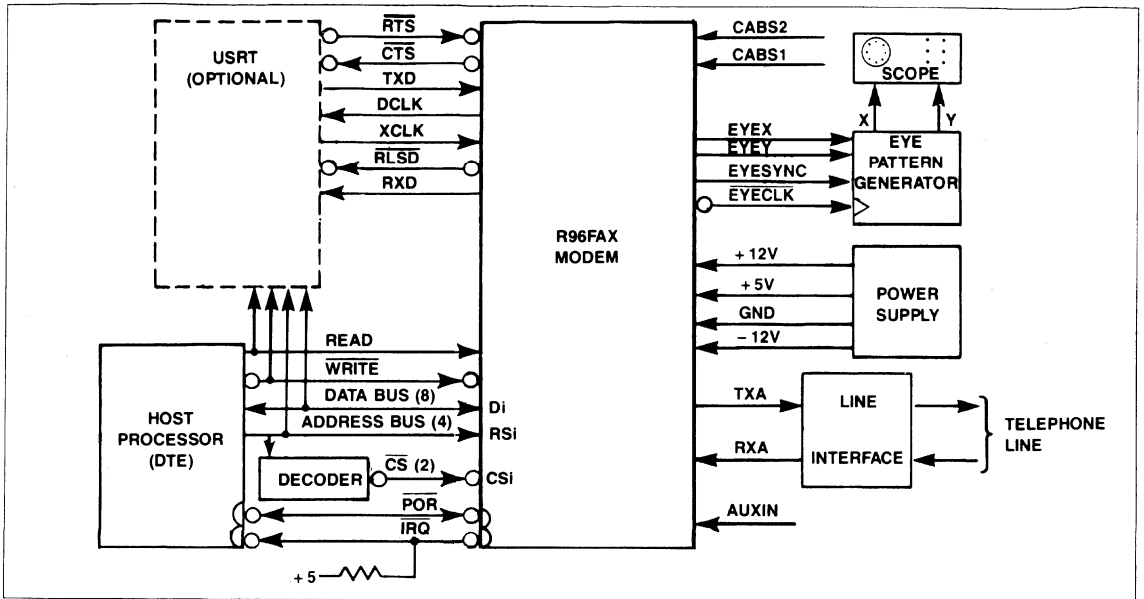 USRT
(OPTIONAL)
RTS
CTS
TXD
DCLK
XCLK
RLSD
RXD
READ
WRITE
DATA BUS (8)
ADDRESS BUS (4)
HOST
PROCESSOR
(DTE)
DECODER
CS (2)
POR
IRQ
+5
Di
RSi
CSi
R96FAX
MODEM
CABS2
CABS1
SCOPE
X
Y
EYEX
EYEY
EYESYNC
EYECLK
EYE
PATTERN
GENERATOR
+12V
+5V
GND
-12V
POWER
SUPPLY
TXA
RXA
LINE
INTERFACE
TELEPHONE
LINE
AUXIN